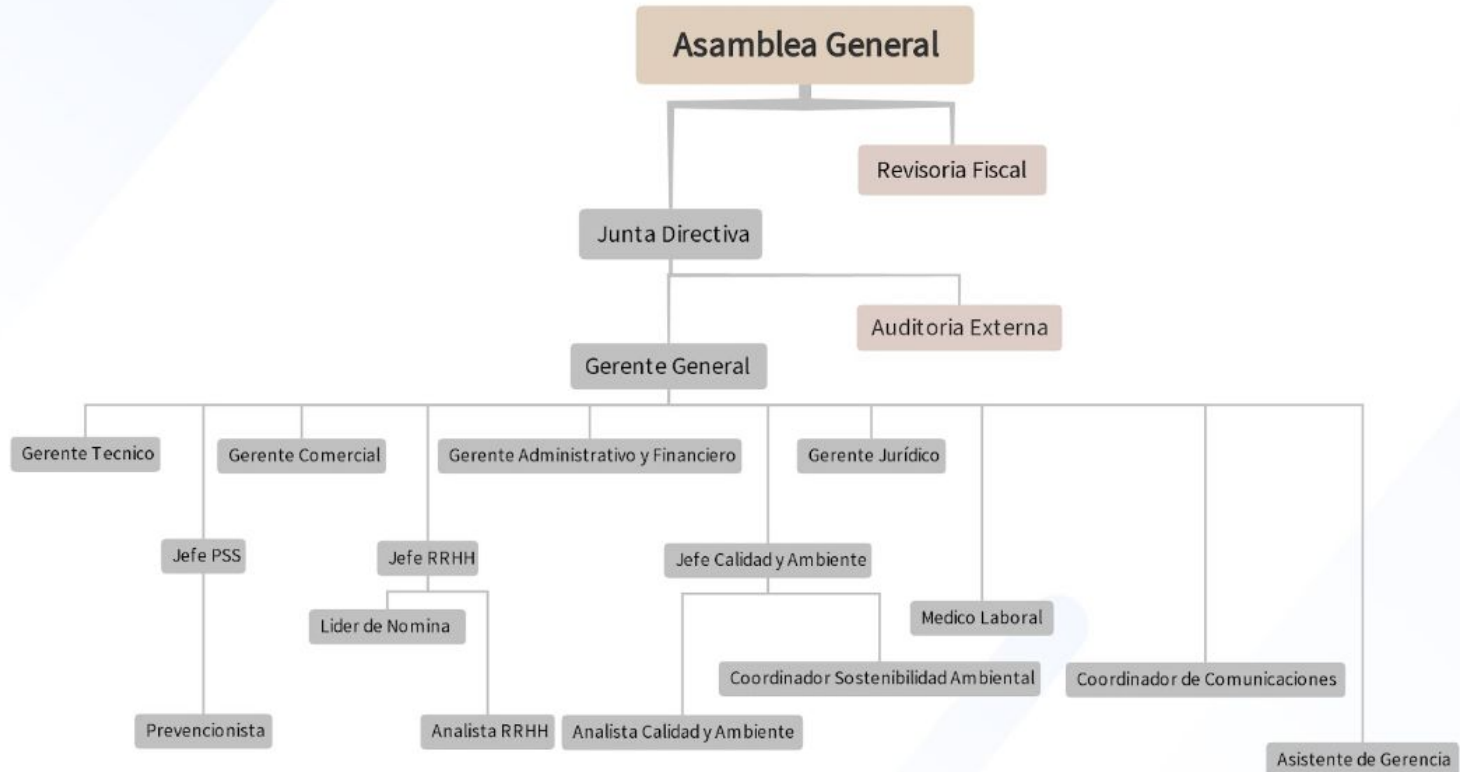 Asamblea General
Revisoria Fiscal
Junta Directiva
Auditoria Externa
Gerente General
Gerente Tecnico
Gerente Comercial
Gerente Administrativo y Financiero
Gerente Jurídico
Jefe PSS
Jefe RRHH
Jefe Calidad y Ambiente
Lider de Nomina
Medico Laboral
Coordinador Sostenibilidad Ambiental
Coordinador de Comunicaciones
Prevencionista
Analista RRHH
Analista Calidad y Ambiente
Asistente de Gerencia